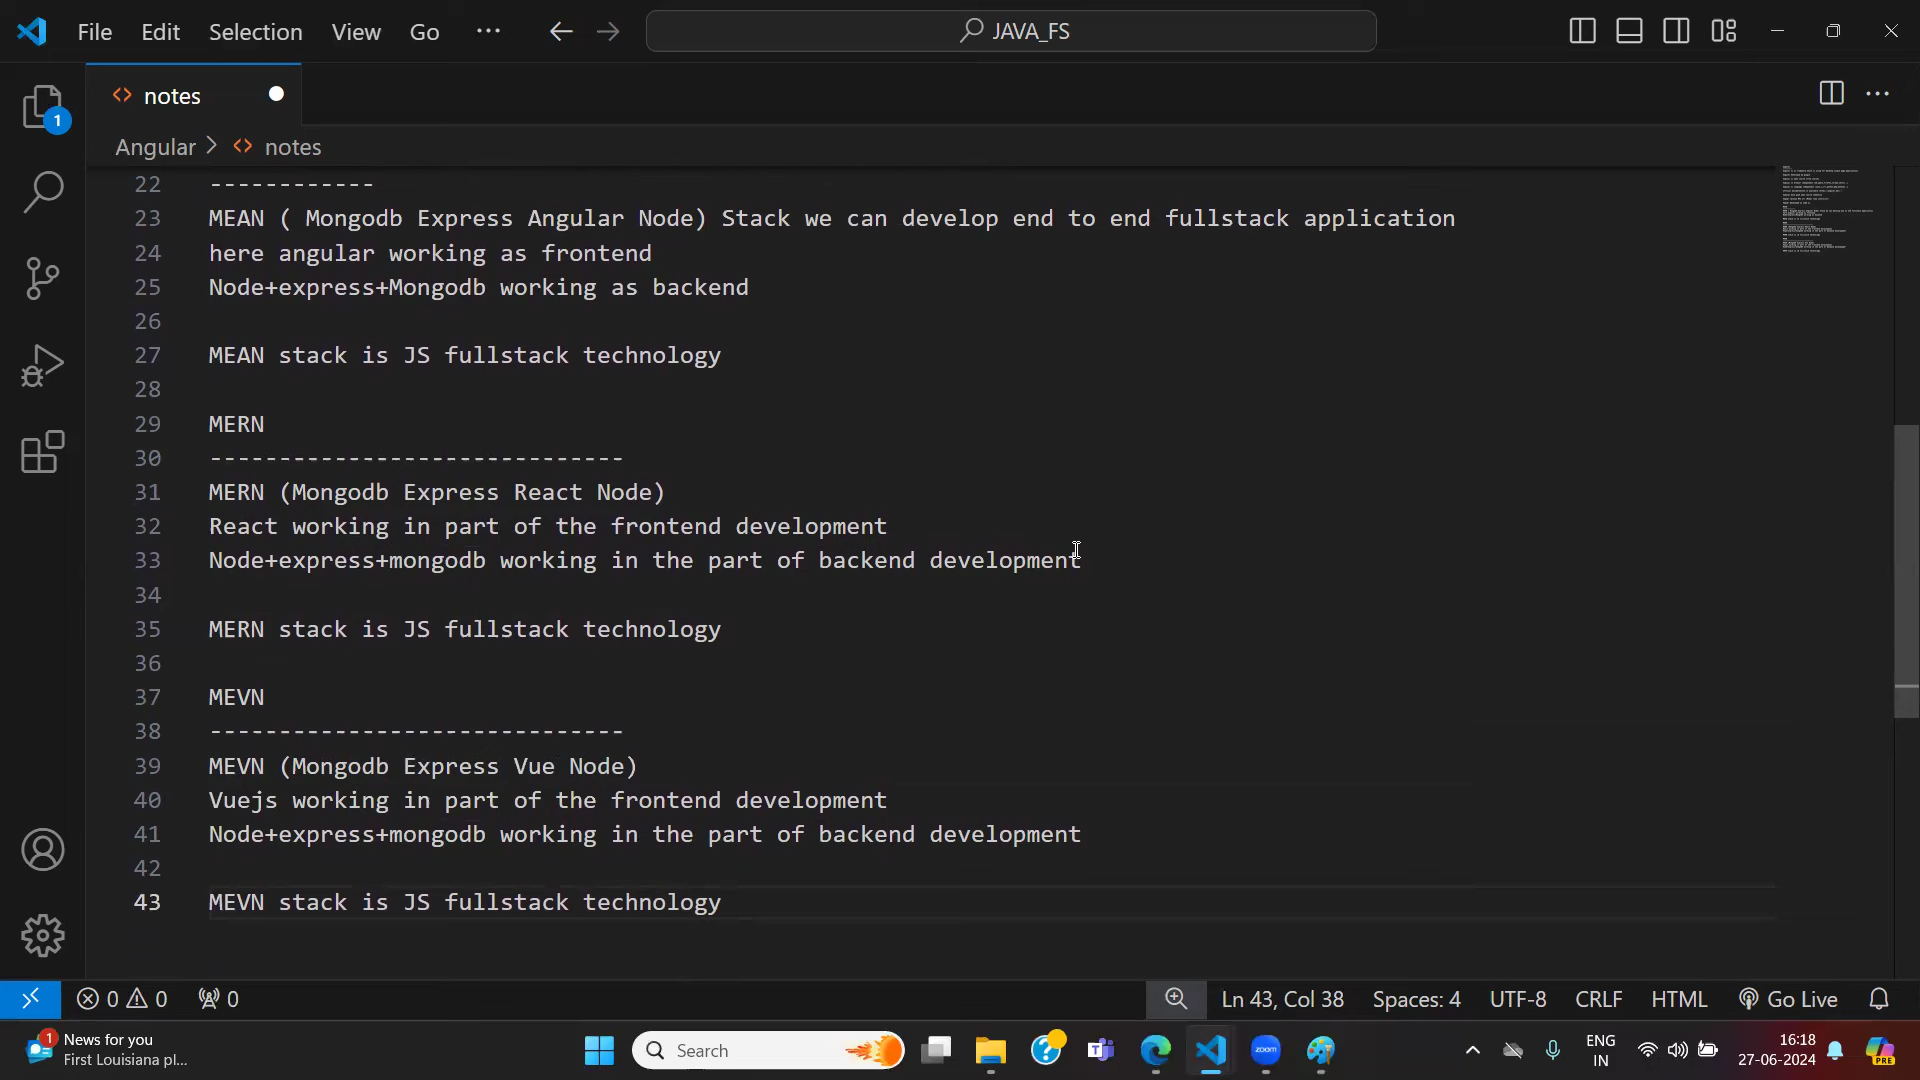 File Edit Selection View Go ··· JAVA_FS
notes
1
Angular > notes
22 ------------
23 MEAN ( Mongodb Express Angular Node) Stack we can develop end to end fullstack application
24 here angular working as frontend
25 Node+express+Mongodb working as backend
26
27 MEAN stack is JS fullstack technology
28
29 MERN
30 ------------------------------
31 MERN (Mongodb Express React Node)
32 React working in part of the frontend development
33 Node+express+mongodb working in the part of backend development
34
35 MERN stack is JS fullstack technology
36
37 MEVN
38 ------------------------------
39 MEVN (Mongodb Express Vue Node)
40 Vuejs working in part of the frontend development
41 Node+express+mongodb working in the part of backend development
42
43 MEVN stack is JS fullstack technology
0 0 0 Ln 43, Col 38 Spaces: 4 UTF-8 CRLF HTML Go Live
1 News for you
First Louisiana pl...
Search
zoom
ENG
IN
16:18
27-06-2024
PRE